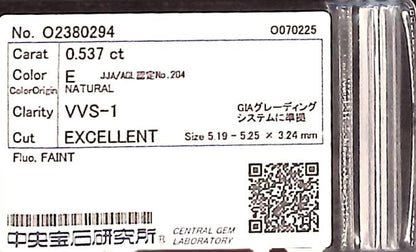 No. O2380294 O070225
Carat 0.537 ct
Color E JJA/AGL認定No.204
ColorOrigin NATURAL
Clarity VVS-1 GIAグレーディング
システムに準拠
Cut EXCELLENT Size 5.19 - 5.25 × 3.24 mm
Fluo. FAINT
中央宝石研究所® CENTRAL GEM
LABORATORY